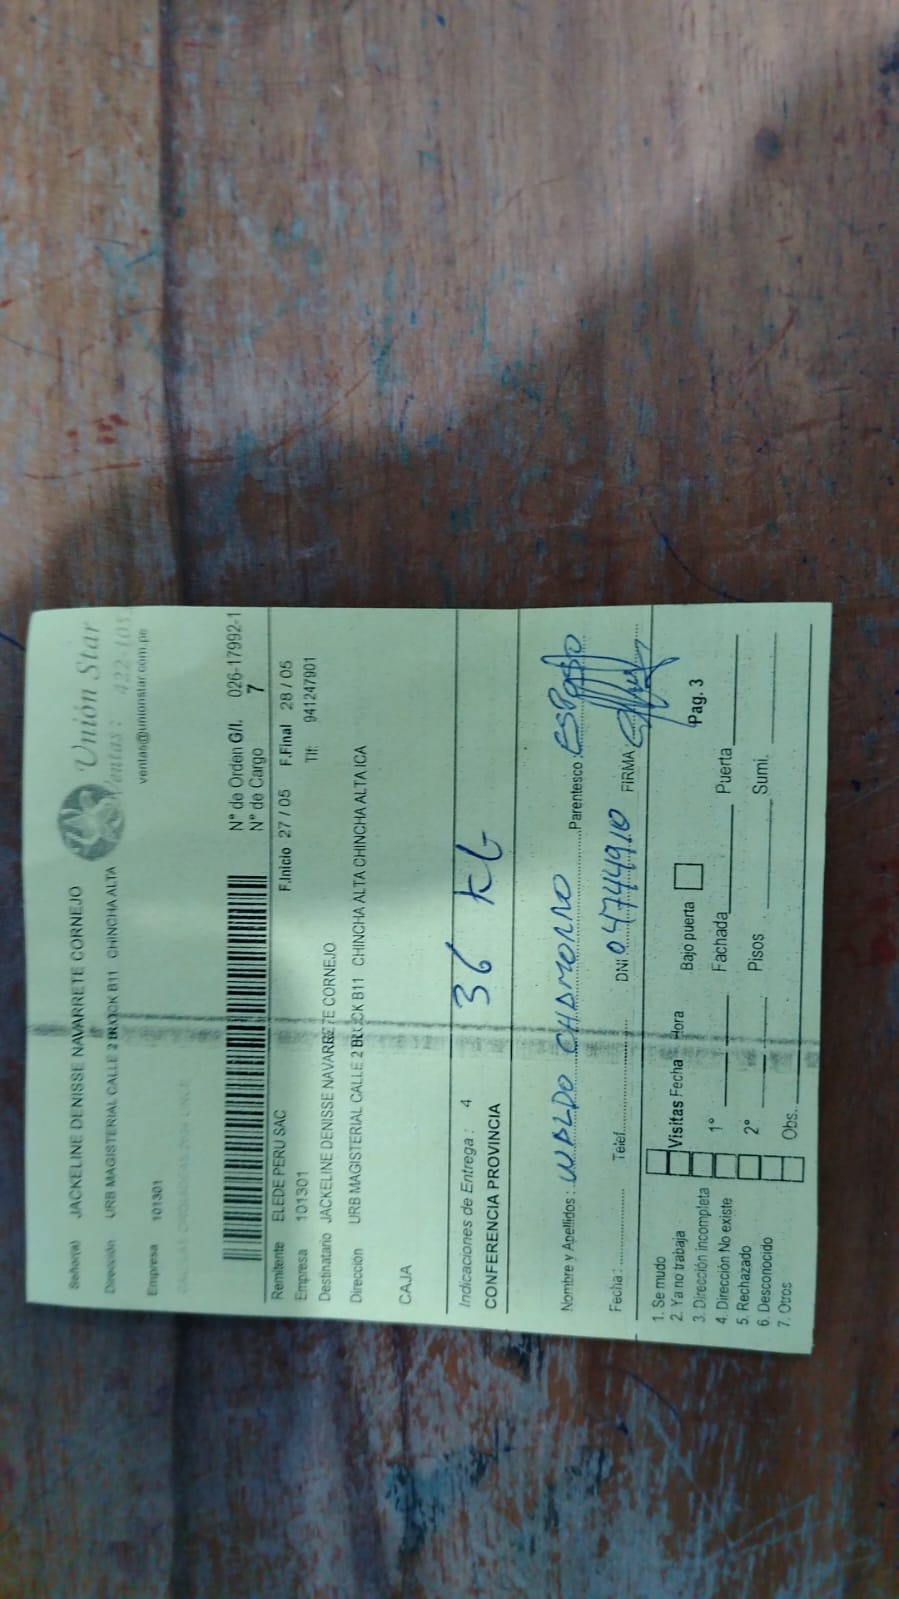 Señor(a) JACKELINE DENISSE NAVARRETE CORNEJO
Dirección URB MAGISTERIAL CALLE 2 BLOCK B11 CHINCHA ALTA
Empresa 101301
Unión Star
Ventas: 422-
ventas@unionstar.com.pe
N° de Orden G/I. 026-17992-1
N° de Cargo 7
Remitente ELEDE PERU SAC F.Inicio 27 / 05 F.Final 28 / 05
Empresa 101301 Tlf: 941247901
Destinatario JACKELINE DENISSE NAVARRETE CORNEJO
Dirección URB MAGISTERIAL CALLE 2 BLOCK B11 CHINCHA ALTA CHINCHA ALTA ICA
CAJA
Indicaciones de Entrega : 4
CONFERENCIA PROVINCIA 36 KG
Nombre y Apellidos : WALDO CHAMORRO Parentesco : ESPOSO
Fecha : Telef. DNI 04744910 FIRMA:
1. Se mudo
2. Ya no trabaja
3. Dirección incompleta
4. Dirección No existe
5. Rechazado
6. Desconocido
7. Otros
Visitas Fecha Hora Bajo puerta Pag. 3
1° Fachada Puerta
2° Pisos Sumi.
Obs.